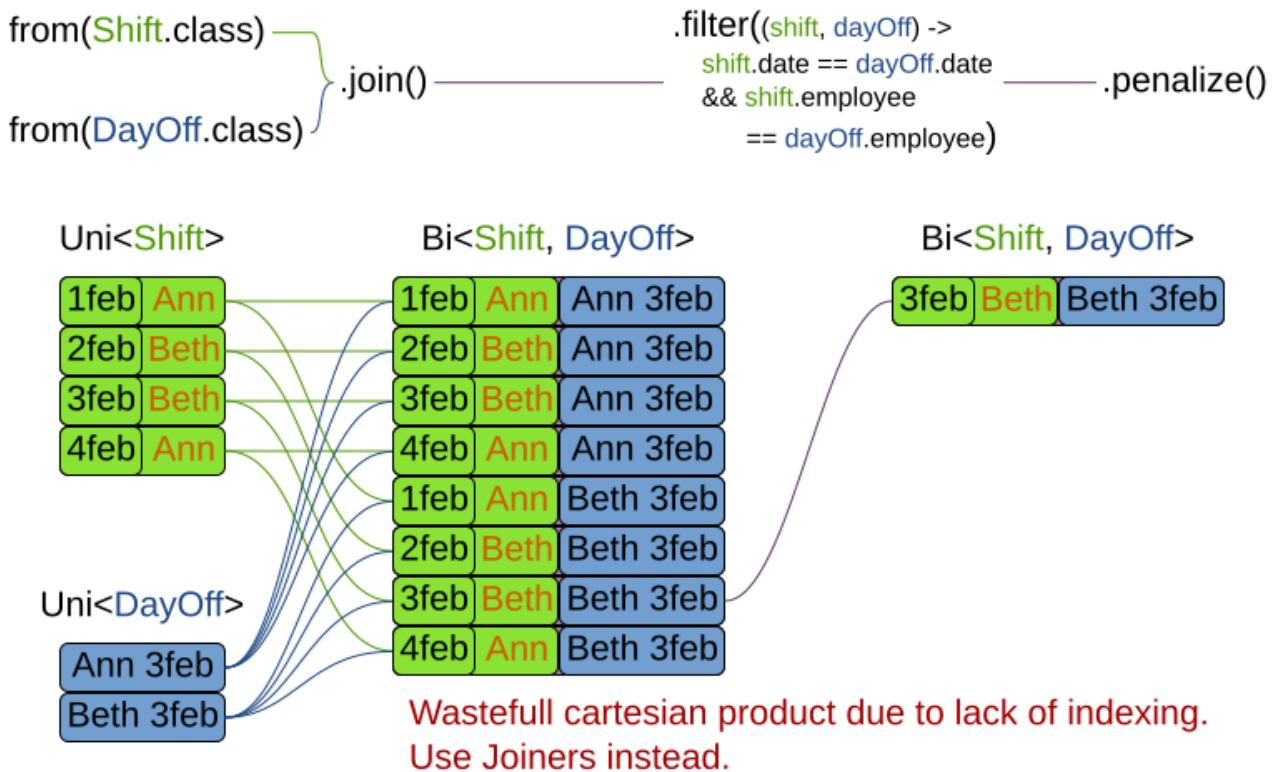 from(Shift.class)
from(DayOff.class)
.join()
.filter((shift, dayOff) ->
shift.date == dayOff.date
&& shift.employee
== dayOff.employee)
.penalize()
Uni<Shift>
1feb Ann
2feb Beth
3feb Beth
4feb Ann
Uni<DayOff>
Ann 3feb
Beth 3feb
Bi<Shift, DayOff>
1feb Ann Ann 3feb
2feb Beth Ann 3feb
3feb Beth Ann 3feb
4feb Ann Ann 3feb
1feb Ann Beth 3feb
2feb Beth Beth 3feb
3feb Beth Beth 3feb
4feb Ann Beth 3feb
Bi<Shift, DayOff>
3feb Beth Beth 3feb
Wastefull cartesian product due to lack of indexing.
Use Joiners instead.